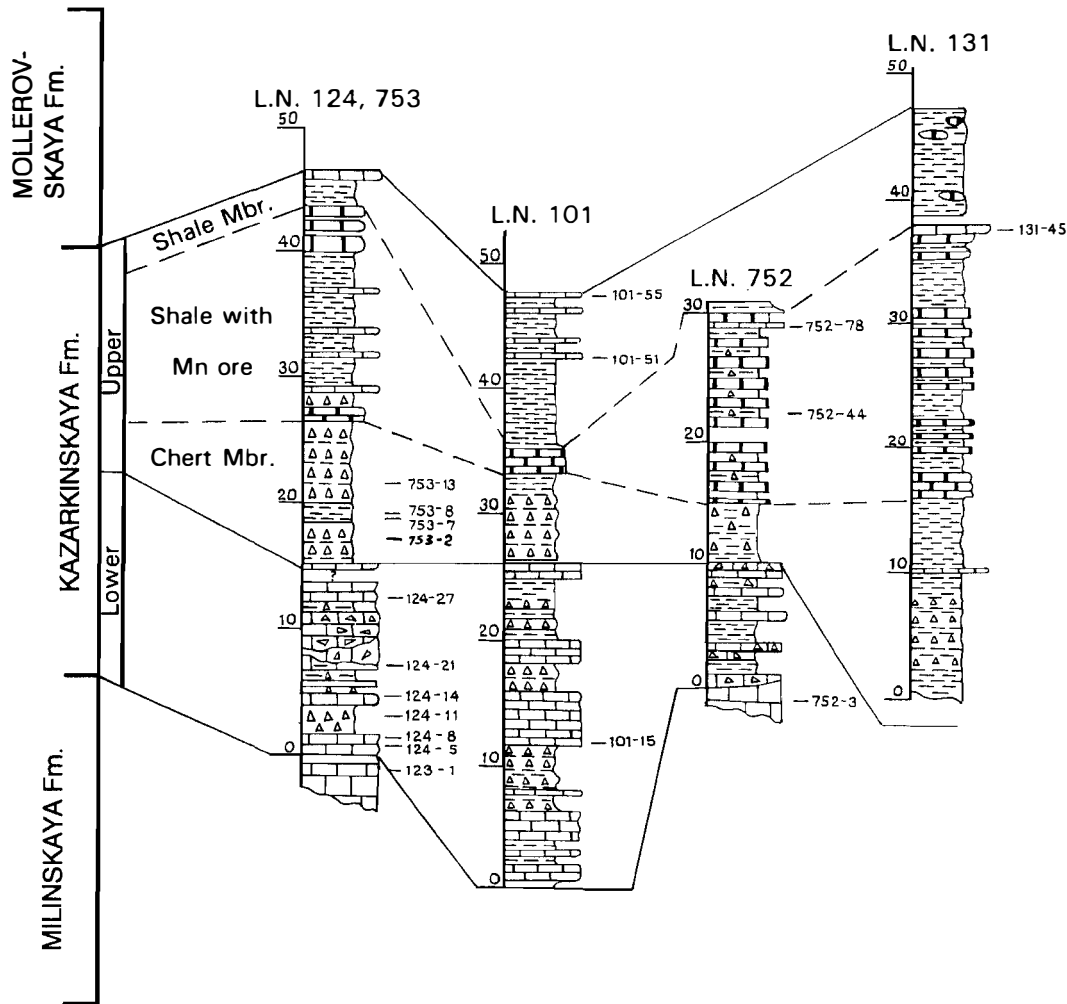 MOLLEROV-
SKAYA Fm.
KAZARKINSKAYA Fm.
MILINSKAYA Fm.
Upper
Lower
Shale Mbr.
Shale with
Mn ore
Chert Mbr.
L.N. 124, 753
50
40
30
20
10
0
753-13
753-8
753-7
753-2
124-27
124-21
124-14
124-11
124-8
124-5
123-1
L.N. 101
50
40
30
20
10
0
101-55
101-51
101-15
L.N. 752
30
20
10
0
752-78
752-44
752-3
L.N. 131
50
40
30
20
10
0
131-45